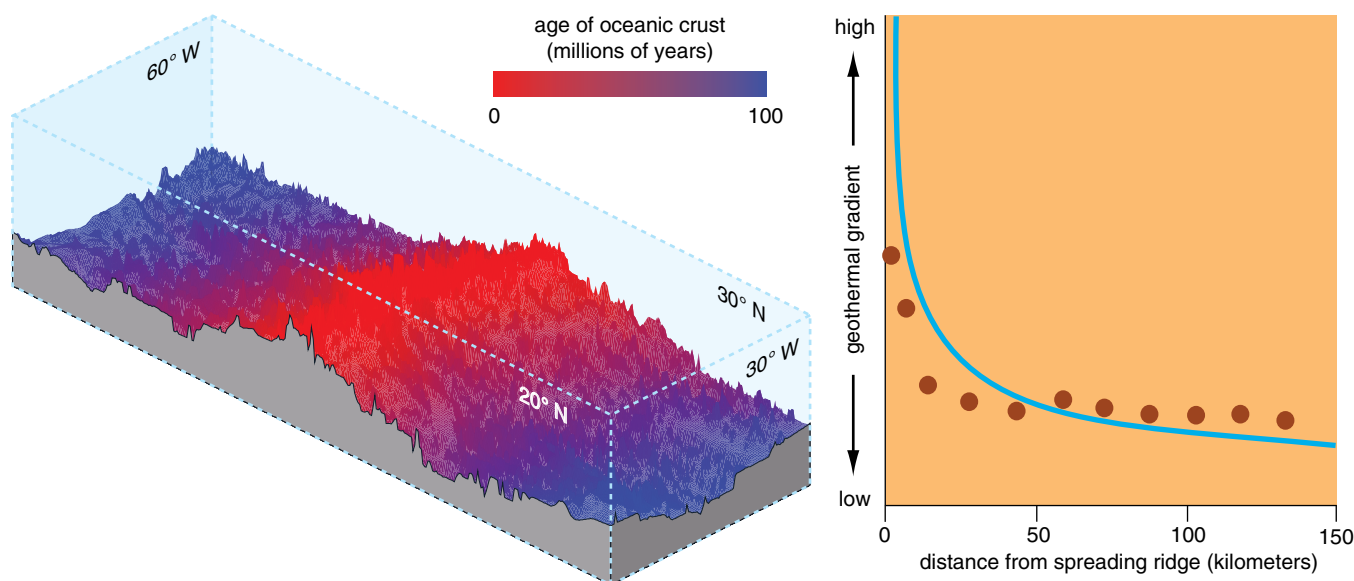 age of oceanic crust
(millions of years)
0
100
60° W
30° N
30° W
20° N
high
geothermal gradient
low
0
50
100
150
distance from spreading ridge (kilometers)